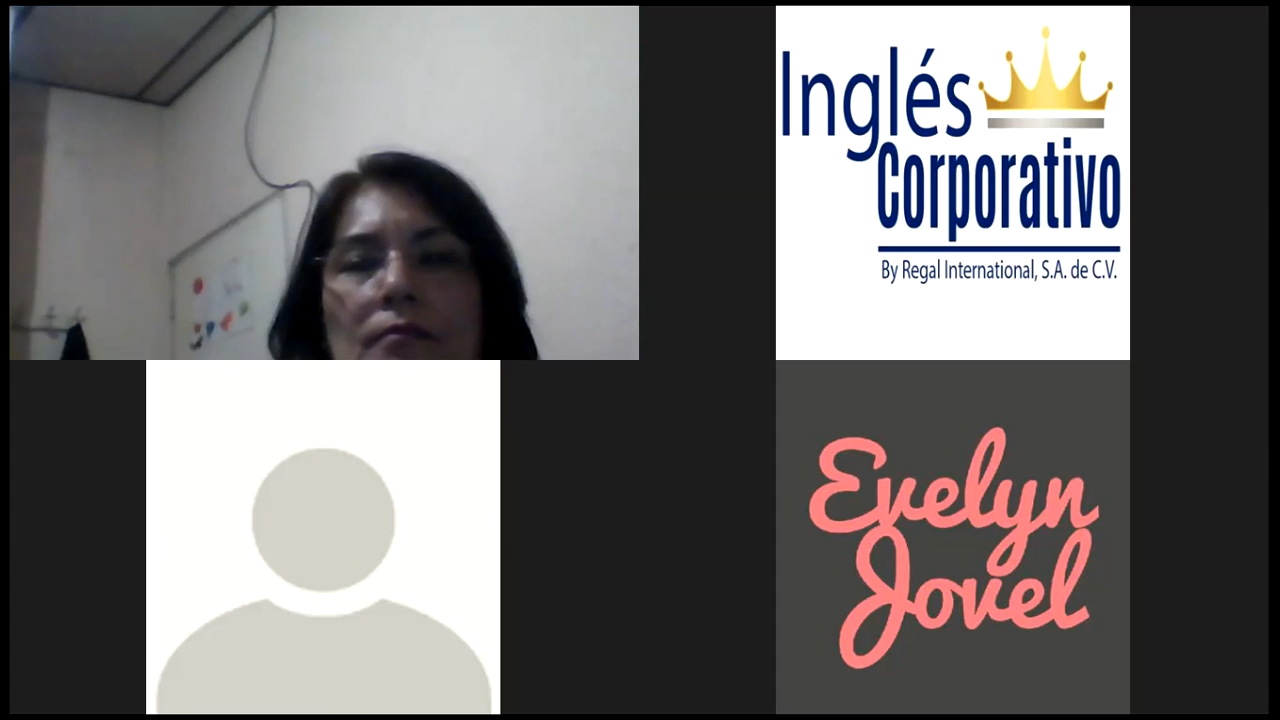 Inglés
Corporativo
By Regal International, S.A. de C.V.
Evelyn
Jovel